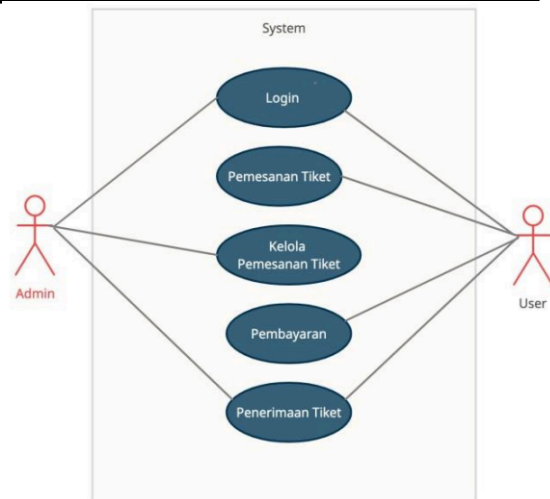 System
Login
Pemesanan Tiket
Kelola
Pemesanan Tiket
Admin
User
Pembayaran
Penerimaan Tiket